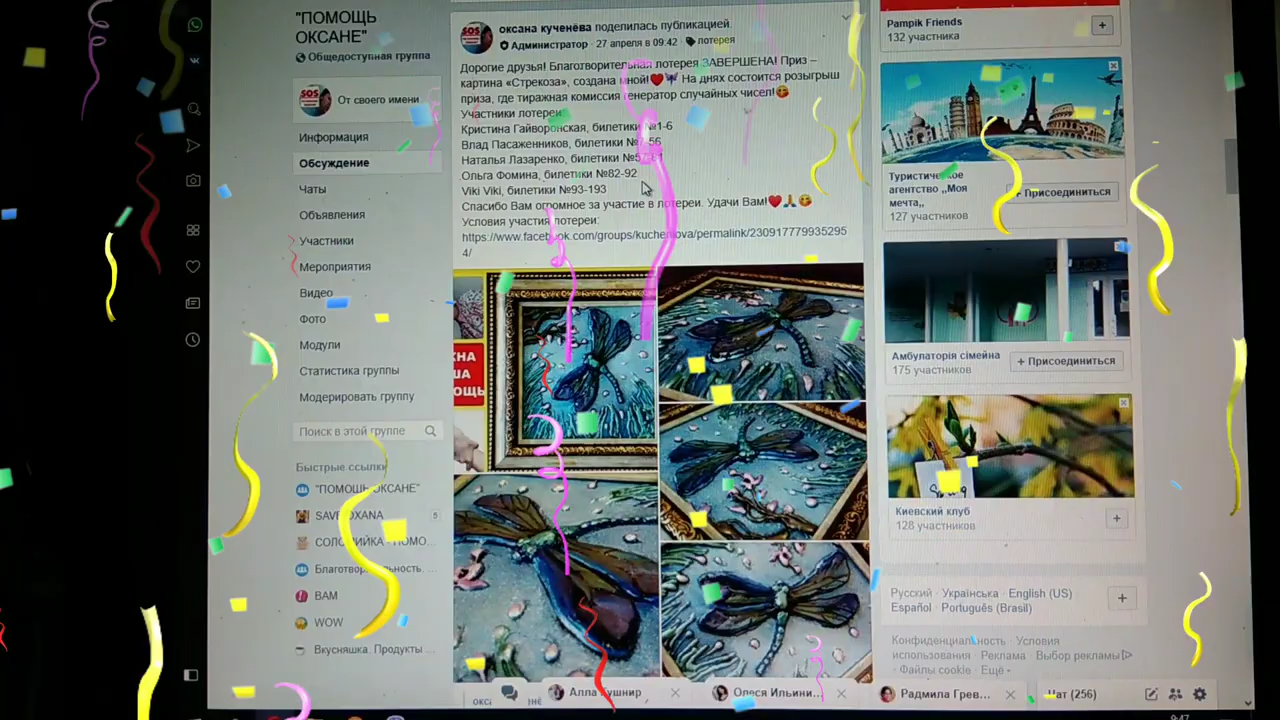 "ПОМОЩЬ
ОКСАНЕ"
Общедоступная группа
SOS
От своего имени
Информация
Обсуждение
Чаты
Объявления
Участники
Мероприятия
Видео
Фото
Модули
Статистика группы
Модерировать группу
Поиск в этой группе
Быстрые ссылки
"ПОМОЩЬ ОКСАНЕ"
SAVE OXANA 5
ПОМО...
...
BAM
WOW
Вкусняшка. Продукты ...
оксана кученёва поделилась публикацией.
Администратор · 27 апреля в 09:42 · лотерея
Дорогие друзья! Благотворительная лотерея ЗАВЕРШЕНА! Приз –
картина «Стрекоза», создана мной! На днях состоится розыгрыш
приза, где тиражная комиссия генератор случайных чисел!
Участники лотереи:
Кристина Гайворонская, билетики №1-6
Влад Пасаженников, билетики №7-56
Наталья Лазаренко, билетики №57-81
Ольга Фомина, билетики №82-92
Viki Viki, билетики №93-193
Спасибо Вам огромное за участие в лотереи. Удачи Вам!
Условия участия лотереи:
https://www.facebook.com/groups/kuchenova/permalink/230917779935295
4/
Pampik Friends
132 участника
Туристическое
агентство ,,Моя
мечта,,
127 участников
+ Присоединиться
Амбулаторія сімейна
175 участников
+ Присоединиться
Киевский клуб
128 участников
Русский · Українська · English (US)
Español · Português (Brasil)
Конфиденциальность · Условия
использования · Реклама · Выбор рекламы
· Файлы cookie · Ещё
Алла Кушнир
Олеся Ильини...
Радмила Грев...
Чат (256)
9:47